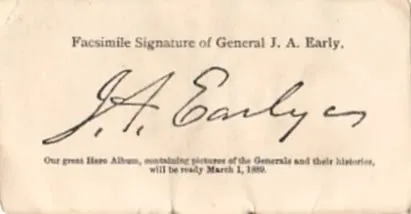 Facsimile Signature of General J. A. Early.
J. A. Early
Our great Hero Album, containing pictures of the Generals and their histories,
will be ready March 1, 1889.